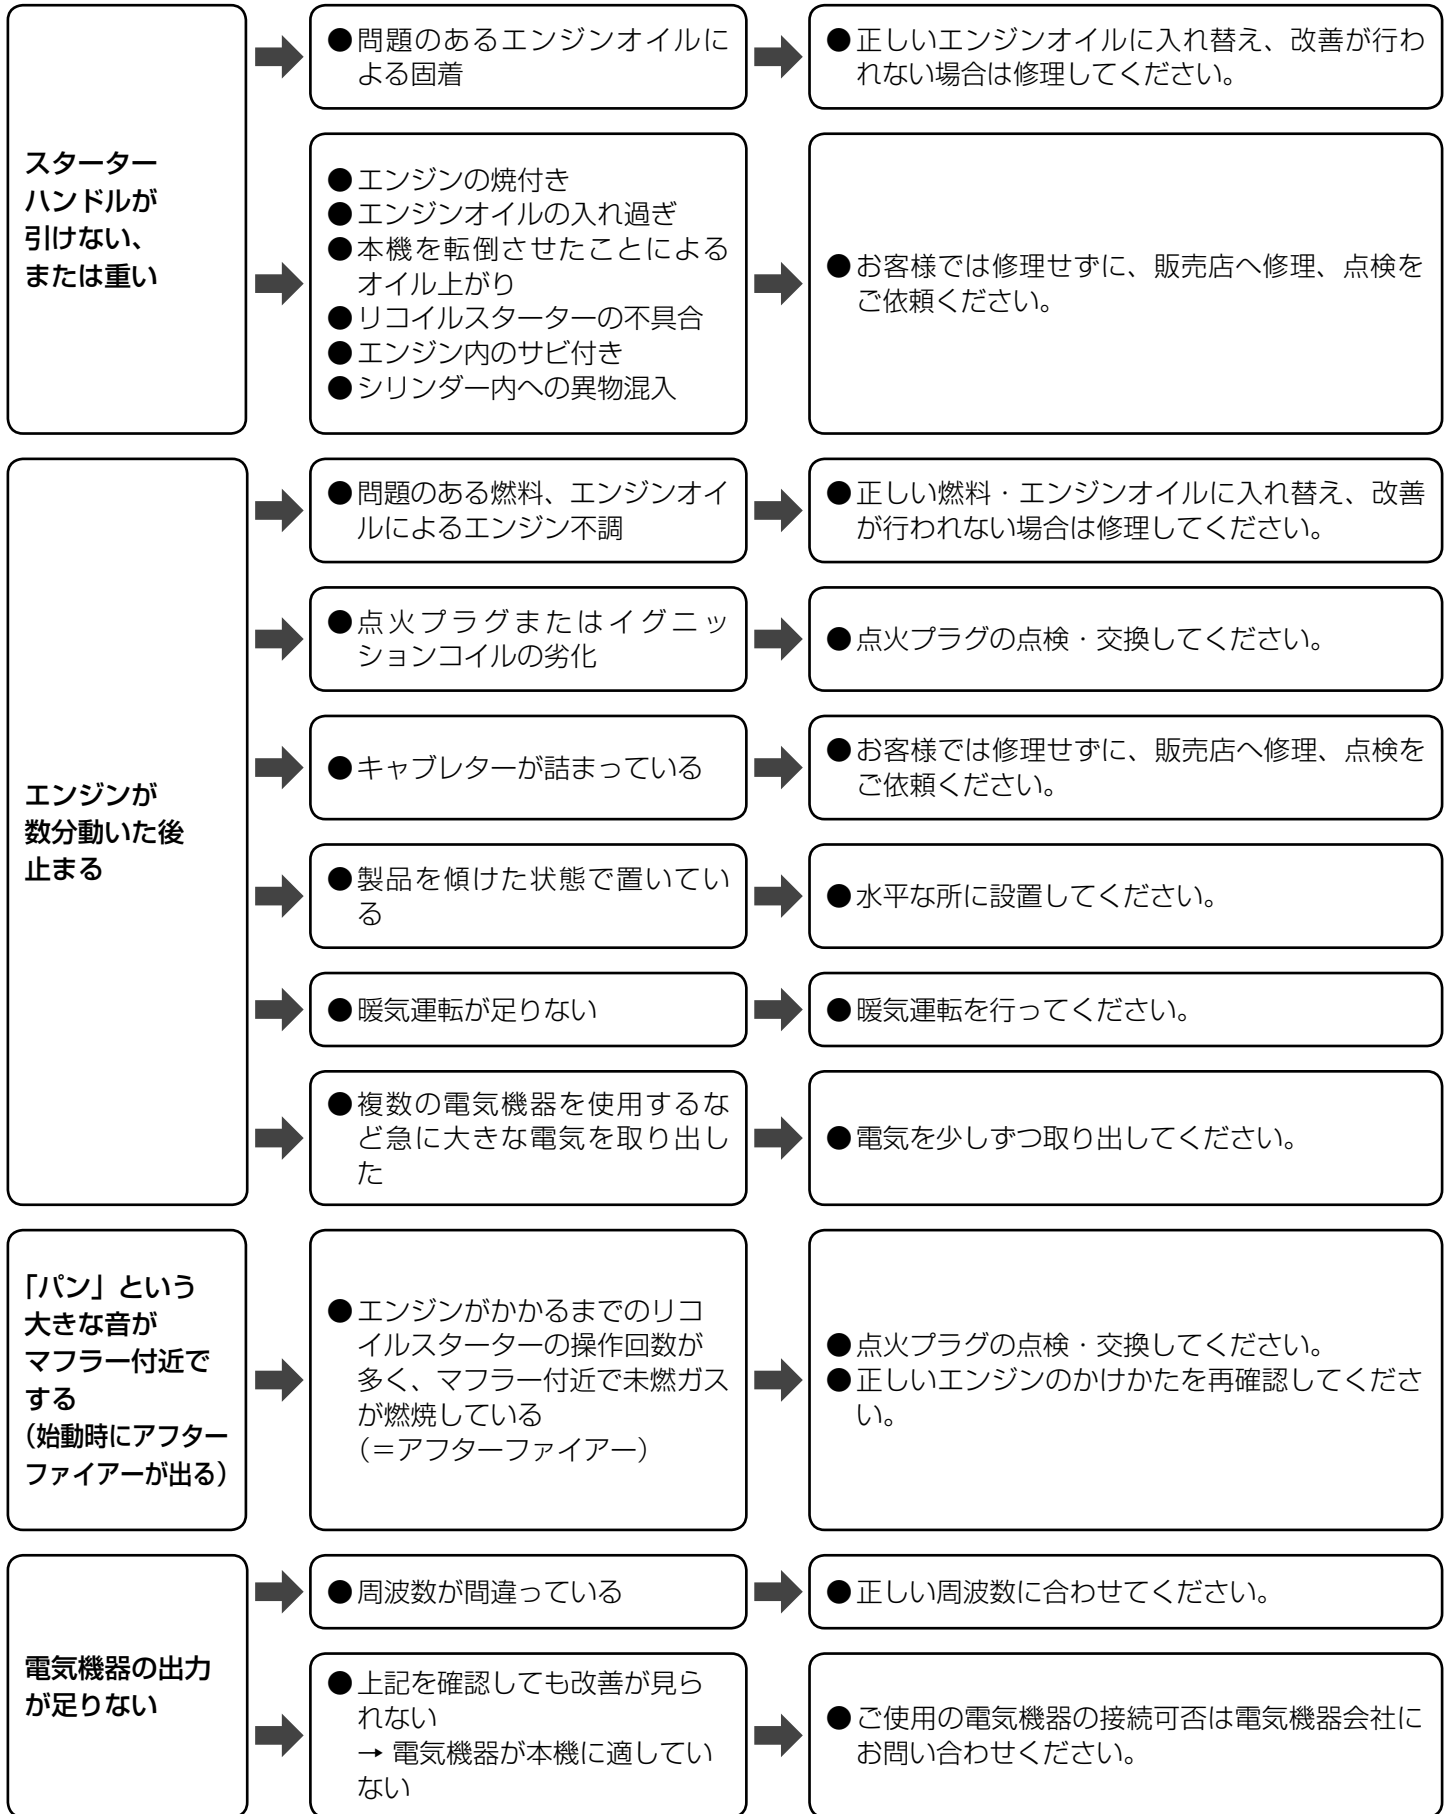 スターター
ハンドルが
引けない、
または重い
●問題のあるエンジンオイルに
よる固着
●正しいエンジンオイルに入れ替え、改善が行わ
れない場合は修理してください。
●エンジンの焼付き
●エンジンオイルの入れ過ぎ
●本機を転倒させたことによる
オイル上がり
●リコイルスターターの不具合
●エンジン内のサビ付き
●シリンダー内への異物混入
●お客様では修理せずに、販売店へ修理、点検を
ご依頼ください。
エンジンが
数分動いた後
止まる
●問題のある燃料、エンジンオイ
ルによるエンジン不調
●正しい燃料・エンジンオイルに入れ替え、改善
が行われない場合は修理してください。
●点火プラグまたはイグニッ
ションコイルの劣化
●点火プラグの点検・交換してください。
●キャブレターが詰まっている
●お客様では修理せずに、販売店へ修理、点検を
ご依頼ください。
●製品を傾けた状態で置いてい
る
●水平な所に設置してください。
●暖気運転が足りない
●暖気運転を行ってください。
●複数の電気機器を使用するな
ど急に大きな電気を取り出し
た
●電気を少しずつ取り出してください。
「パン」という
大きな音が
マフラー付近で
する
（始動時にアフター
ファイアーが出る）
●エンジンがかかるまでのリコ
イルスターターの操作回数が
多く、マフラー付近で未燃ガス
が燃焼している
（＝アフターファイアー）
●点火プラグの点検・交換してください。
●正しいエンジンのかけかたを再確認してくださ
い。
電気機器の出力
が足りない
●周波数が間違っている
●正しい周波数に合わせてください。
●上記を確認しても改善が見ら
れない
→ 電気機器が本機に適してい
ない
●ご使用の電気機器の接続可否は電気機器会社に
お問い合わせください。